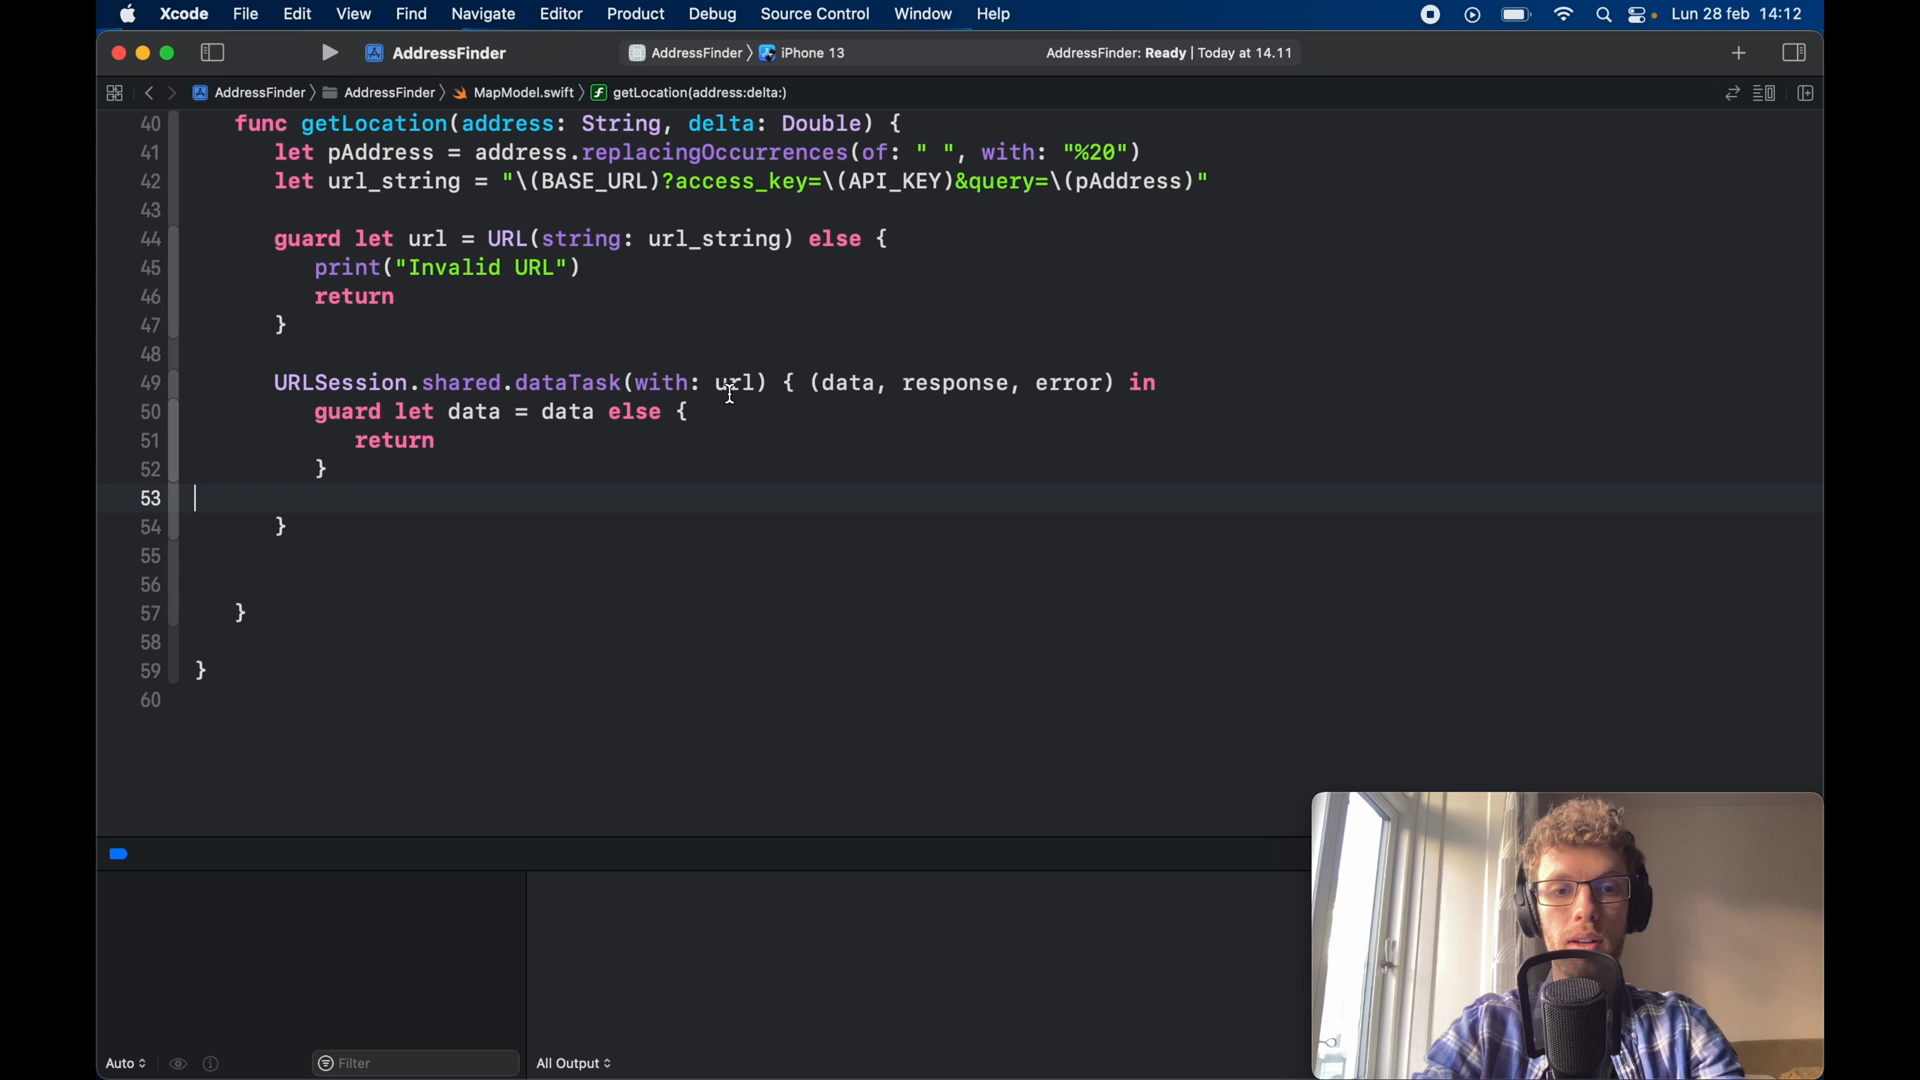 Xcode File Edit View Find Navigate Editor Product Debug Source Control Window Help Lun 28 feb 14:12
AddressFinder AddressFinder 〉 iPhone 13 AddressFinder: Ready | Today at 14.11
AddressFinder 〉 AddressFinder 〉 MapModel.swift 〉 getLocation(address:delta:)
40 func getLocation(address: String, delta: Double) {
41 let pAddress = address.replacingOccurrences(of: " ", with: "%20")
42 let url_string = "\(BASE_URL)?access_key=\(API_KEY)&query=\(pAddress)"
43
44 guard let url = URL(string: url_string) else {
45 print("Invalid URL")
46 return
47 }
48
49 URLSession.shared.dataTask(with: url) { (data, response, error) in
50 guard let data = data else {
51 return
52 }
53
54 }
55
56
57 }
58
59 }
60
Auto Filter All Output